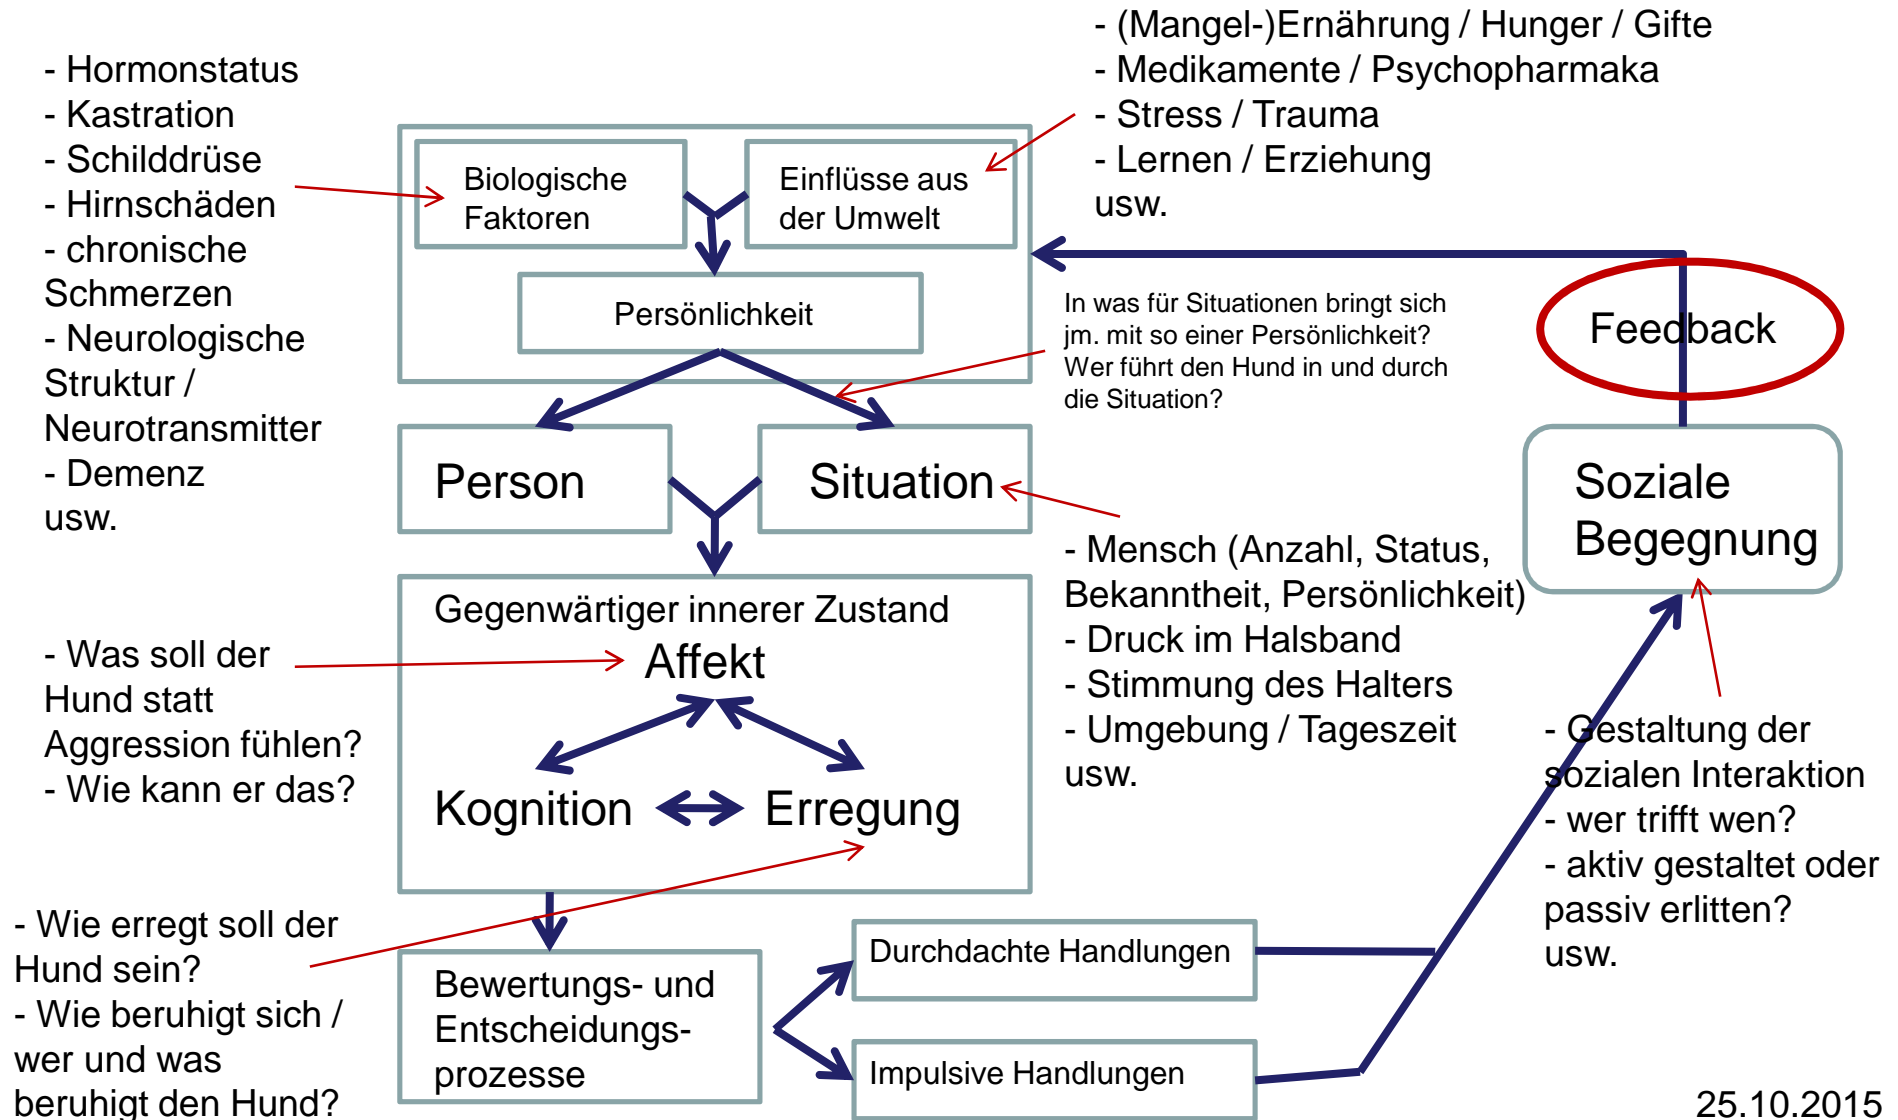 - Hormonstatus
- Kastration
- Schilddrüse
- Hirnschäden
- chronische
Schmerzen
- Neurologische
Struktur /
Neurotransmitter
- Demenz
usw.
- (Mangel-)Ernährung / Hunger / Gifte
- Medikamente / Psychopharmaka
- Stress / Trauma
- Lernen / Erziehung
usw.
Biologische
Faktoren
Einflüsse aus
der Umwelt
Persönlichkeit
In was für Situationen bringt sich
jm. mit so einer Persönlichkeit?
Wer führt den Hund in und durch
die Situation?
Feedback
Person
Situation
Soziale
Begegnung
- Mensch (Anzahl, Status,
Bekanntheit, Persönlichkeit)
- Druck im Halsband
- Stimmung des Halters
- Umgebung / Tageszeit
usw.
Gegenwärtiger innerer Zustand
Affekt
Kognition
Erregung
- Was soll der
Hund statt
Aggression fühlen?
- Wie kann er das?
- Gestaltung der
sozialen Interaktion
- wer trifft wen?
- aktiv gestaltet oder
passiv erlitten?
usw.
- Wie erregt soll der
Hund sein?
- Wie beruhigt sich /
wer und was
beruhigt den Hund?
Bewertungs- und
Entscheidungs-
prozesse
Durchdachte Handlungen
Impulsive Handlungen
25.10.2015